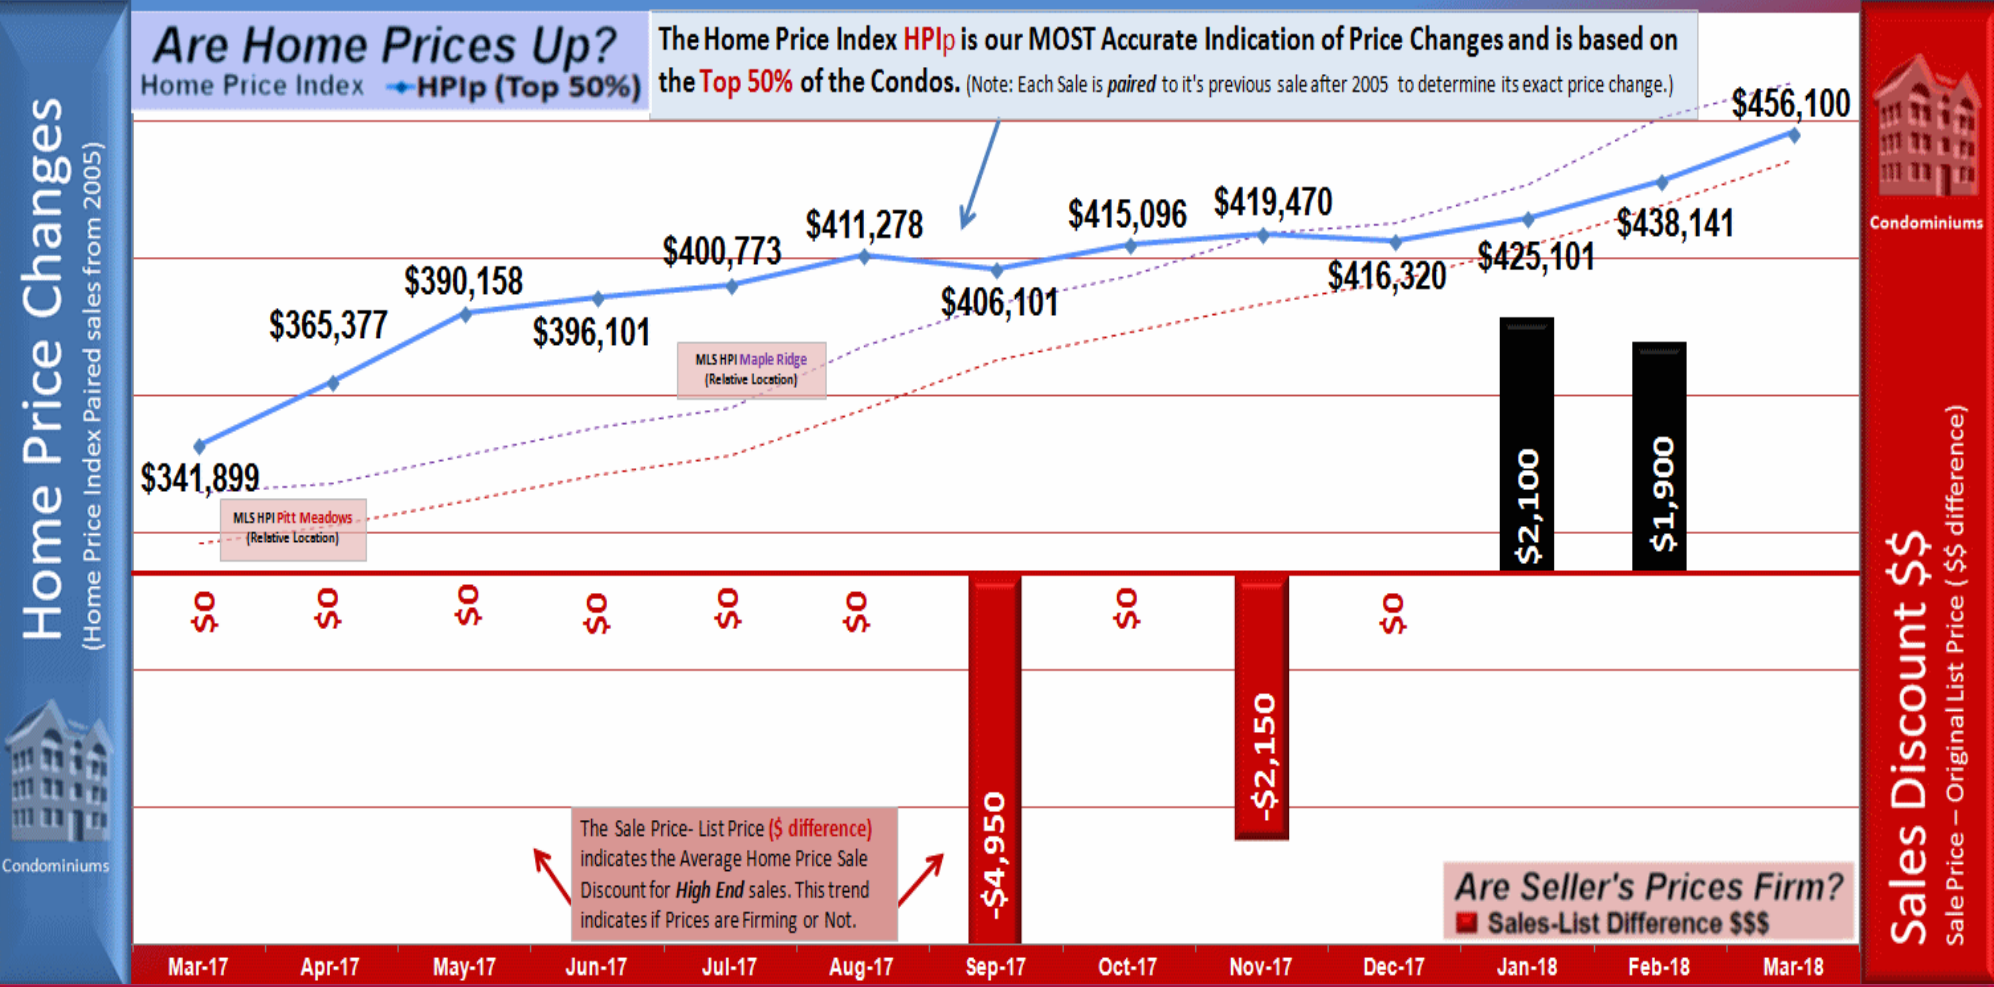 Are Home Prices Up?
Home Price Index HPIp (Top 50%)
The Home Price Index HPIp is our MOST Accurate Indication of Price Changes and is based on
the Top 50% of the Condos. (Note: Each Sale is paired to it's previous sale after 2005 to determine its exact price change.)
Home Price Changes
(Home Price Index Paired sales from 2005)
Condominiums
Condominiums
Sales Discount $$
Sale Price – Original List Price ( $$ difference)
$341,899
$365,377
$390,158
$396,101
$400,773
$411,278
$406,101
$415,096
$419,470
$416,320
$425,101
$438,141
$456,100
MLS HPI Maple Ridge
(Relative Location)
MLS HPI Pitt Meadows
(Relative Location)
$0
$0
$0
$0
$0
$0
-$4,950
$0
-$2,150
$0
$2,100
$1,900
The Sale Price- List Price ($ difference)
indicates the Average Home Price Sale
Discount for High End sales. This trend
indicates if Prices are Firming or Not.
Are Seller's Prices Firm?
Sales-List Difference $$$
Mar-17 Apr-17 May-17 Jun-17 Jul-17 Aug-17 Sep-17 Oct-17 Nov-17 Dec-17 Jan-18 Feb-18 Mar-18